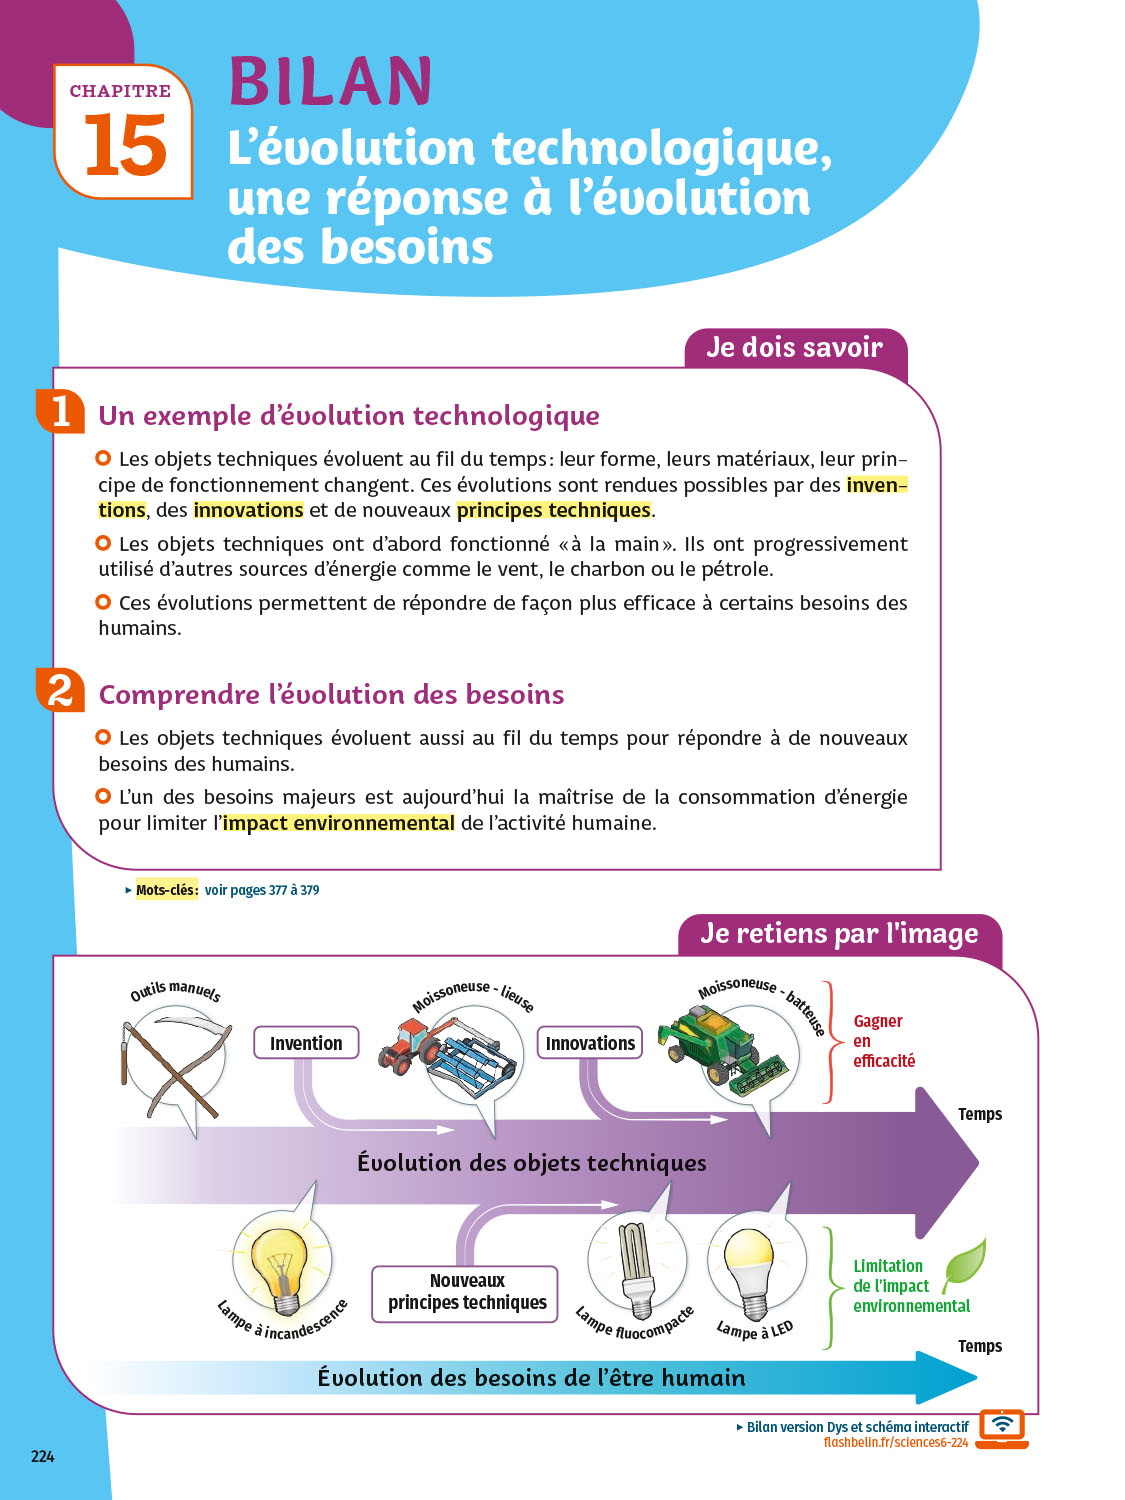 CHAPITRE
15
BILAN
L'évolution technologique,
une réponse à l'évolution
des besoins
Je dois savoir
1 Un exemple d'évolution technologique
Les objets techniques évoluent au fil du temps : leur forme, leurs matériaux, leur prin-
cipe de fonctionnement changent. Ces évolutions sont rendues possibles par des inven-
tions, des innovations et de nouveaux principes techniques.
Les objets techniques ont d'abord fonctionné « à la main ». Ils ont progressivement
utilisé d'autres sources d'énergie comme le vent, le charbon ou le pétrole.
Ces évolutions permettent de répondre de façon plus efficace à certains besoins des
humains.
2 Comprendre l'évolution des besoins
Les objets techniques évoluent aussi au fil du temps pour répondre à de nouveaux
besoins des humains.
L'un des besoins majeurs est aujourd'hui la maîtrise de la consommation d'énergie
pour limiter l'impact environnemental de l'activité humaine.
▸ Mots-clés : voir pages 377 à 379
Je retiens par l'image
Outils manuels
Invention
Moissoneuse - lieuse
Innovations
Moissoneuse - batteuse
Gagner
en
efficacité
Temps
Évolution des objets techniques
Lampe à incandescence
Nouveaux
principes techniques
Lampe fluocompacte
Lampe à LED
Limitation
de l'impact
environnemental
Temps
Évolution des besoins de l'être humain
▸ Bilan version Dys et schéma interactif
flashbelin.fr/sciences6-224
224